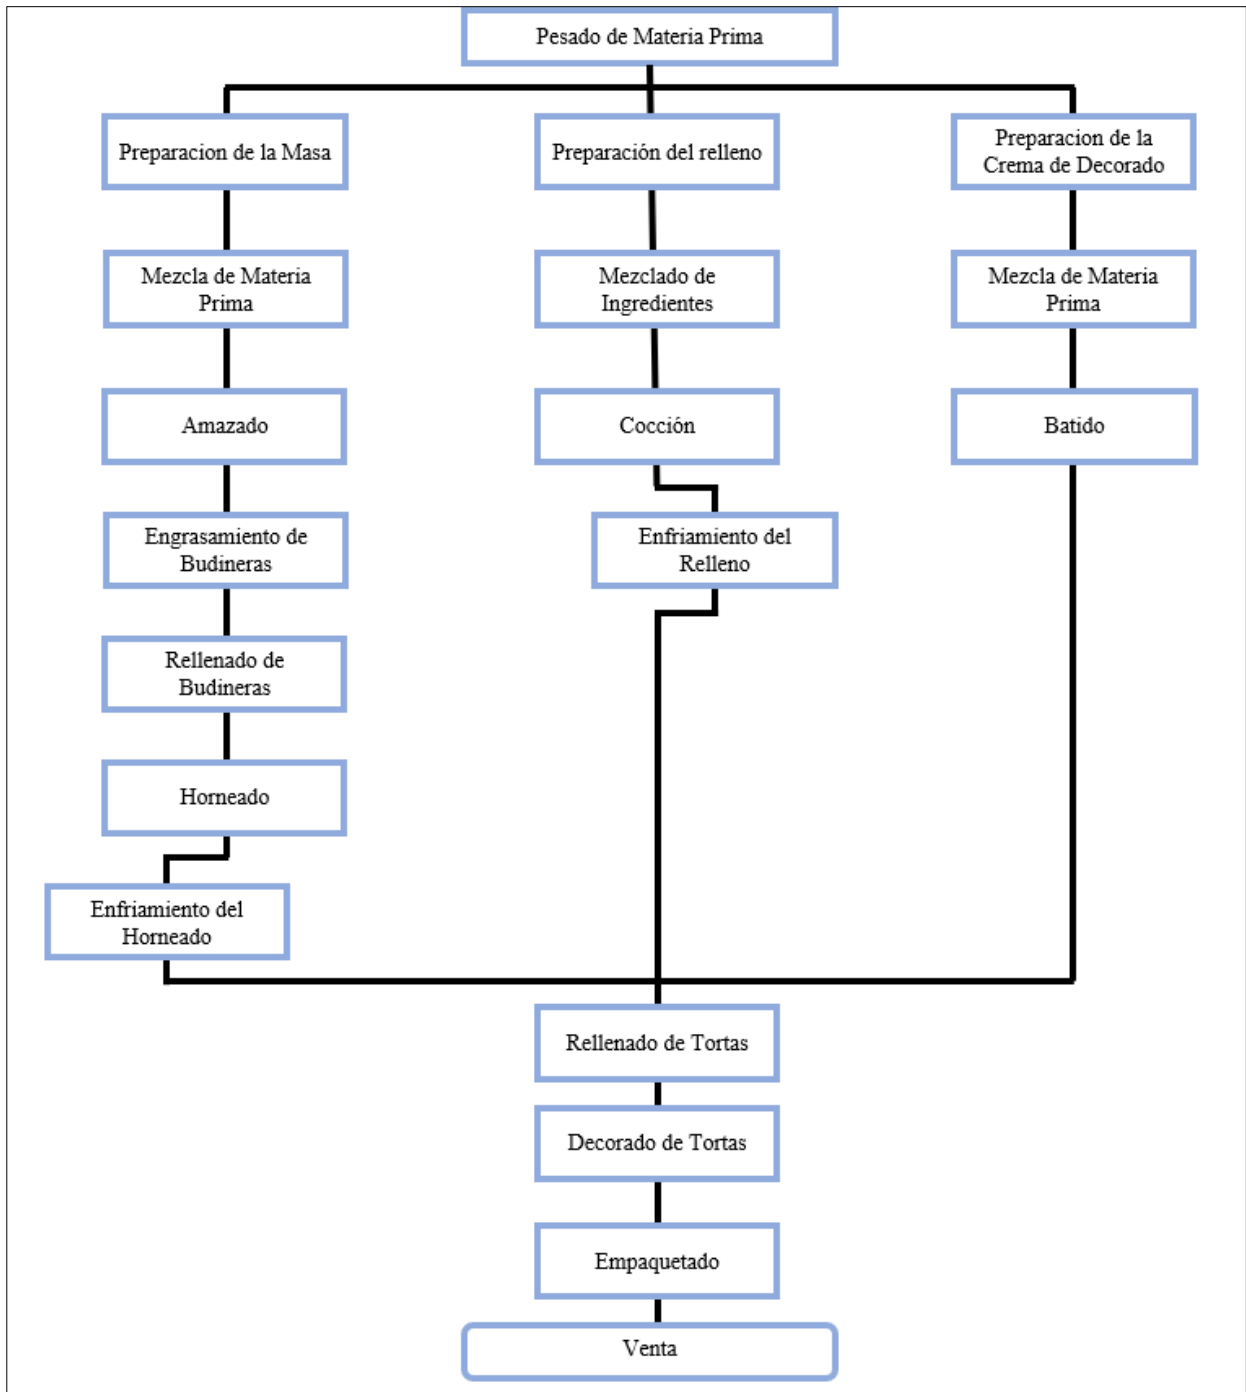 Pesado de Materia Prima
Preparacion de la Masa
Preparación del relleno
Preparacion de la
Crema de Decorado
Mezcla de Materia
Prima
Mezclado de
Ingredientes
Mezcla de Materia
Prima
Amazado
Cocción
Batido
Engrasamiento de
Budineras
Enfriamiento del
Relleno
Rellenado de
Budineras
Horneado
Enfriamiento del
Horneado
Rellenado de Tortas
Decorado de Tortas
Empaquetado
Venta